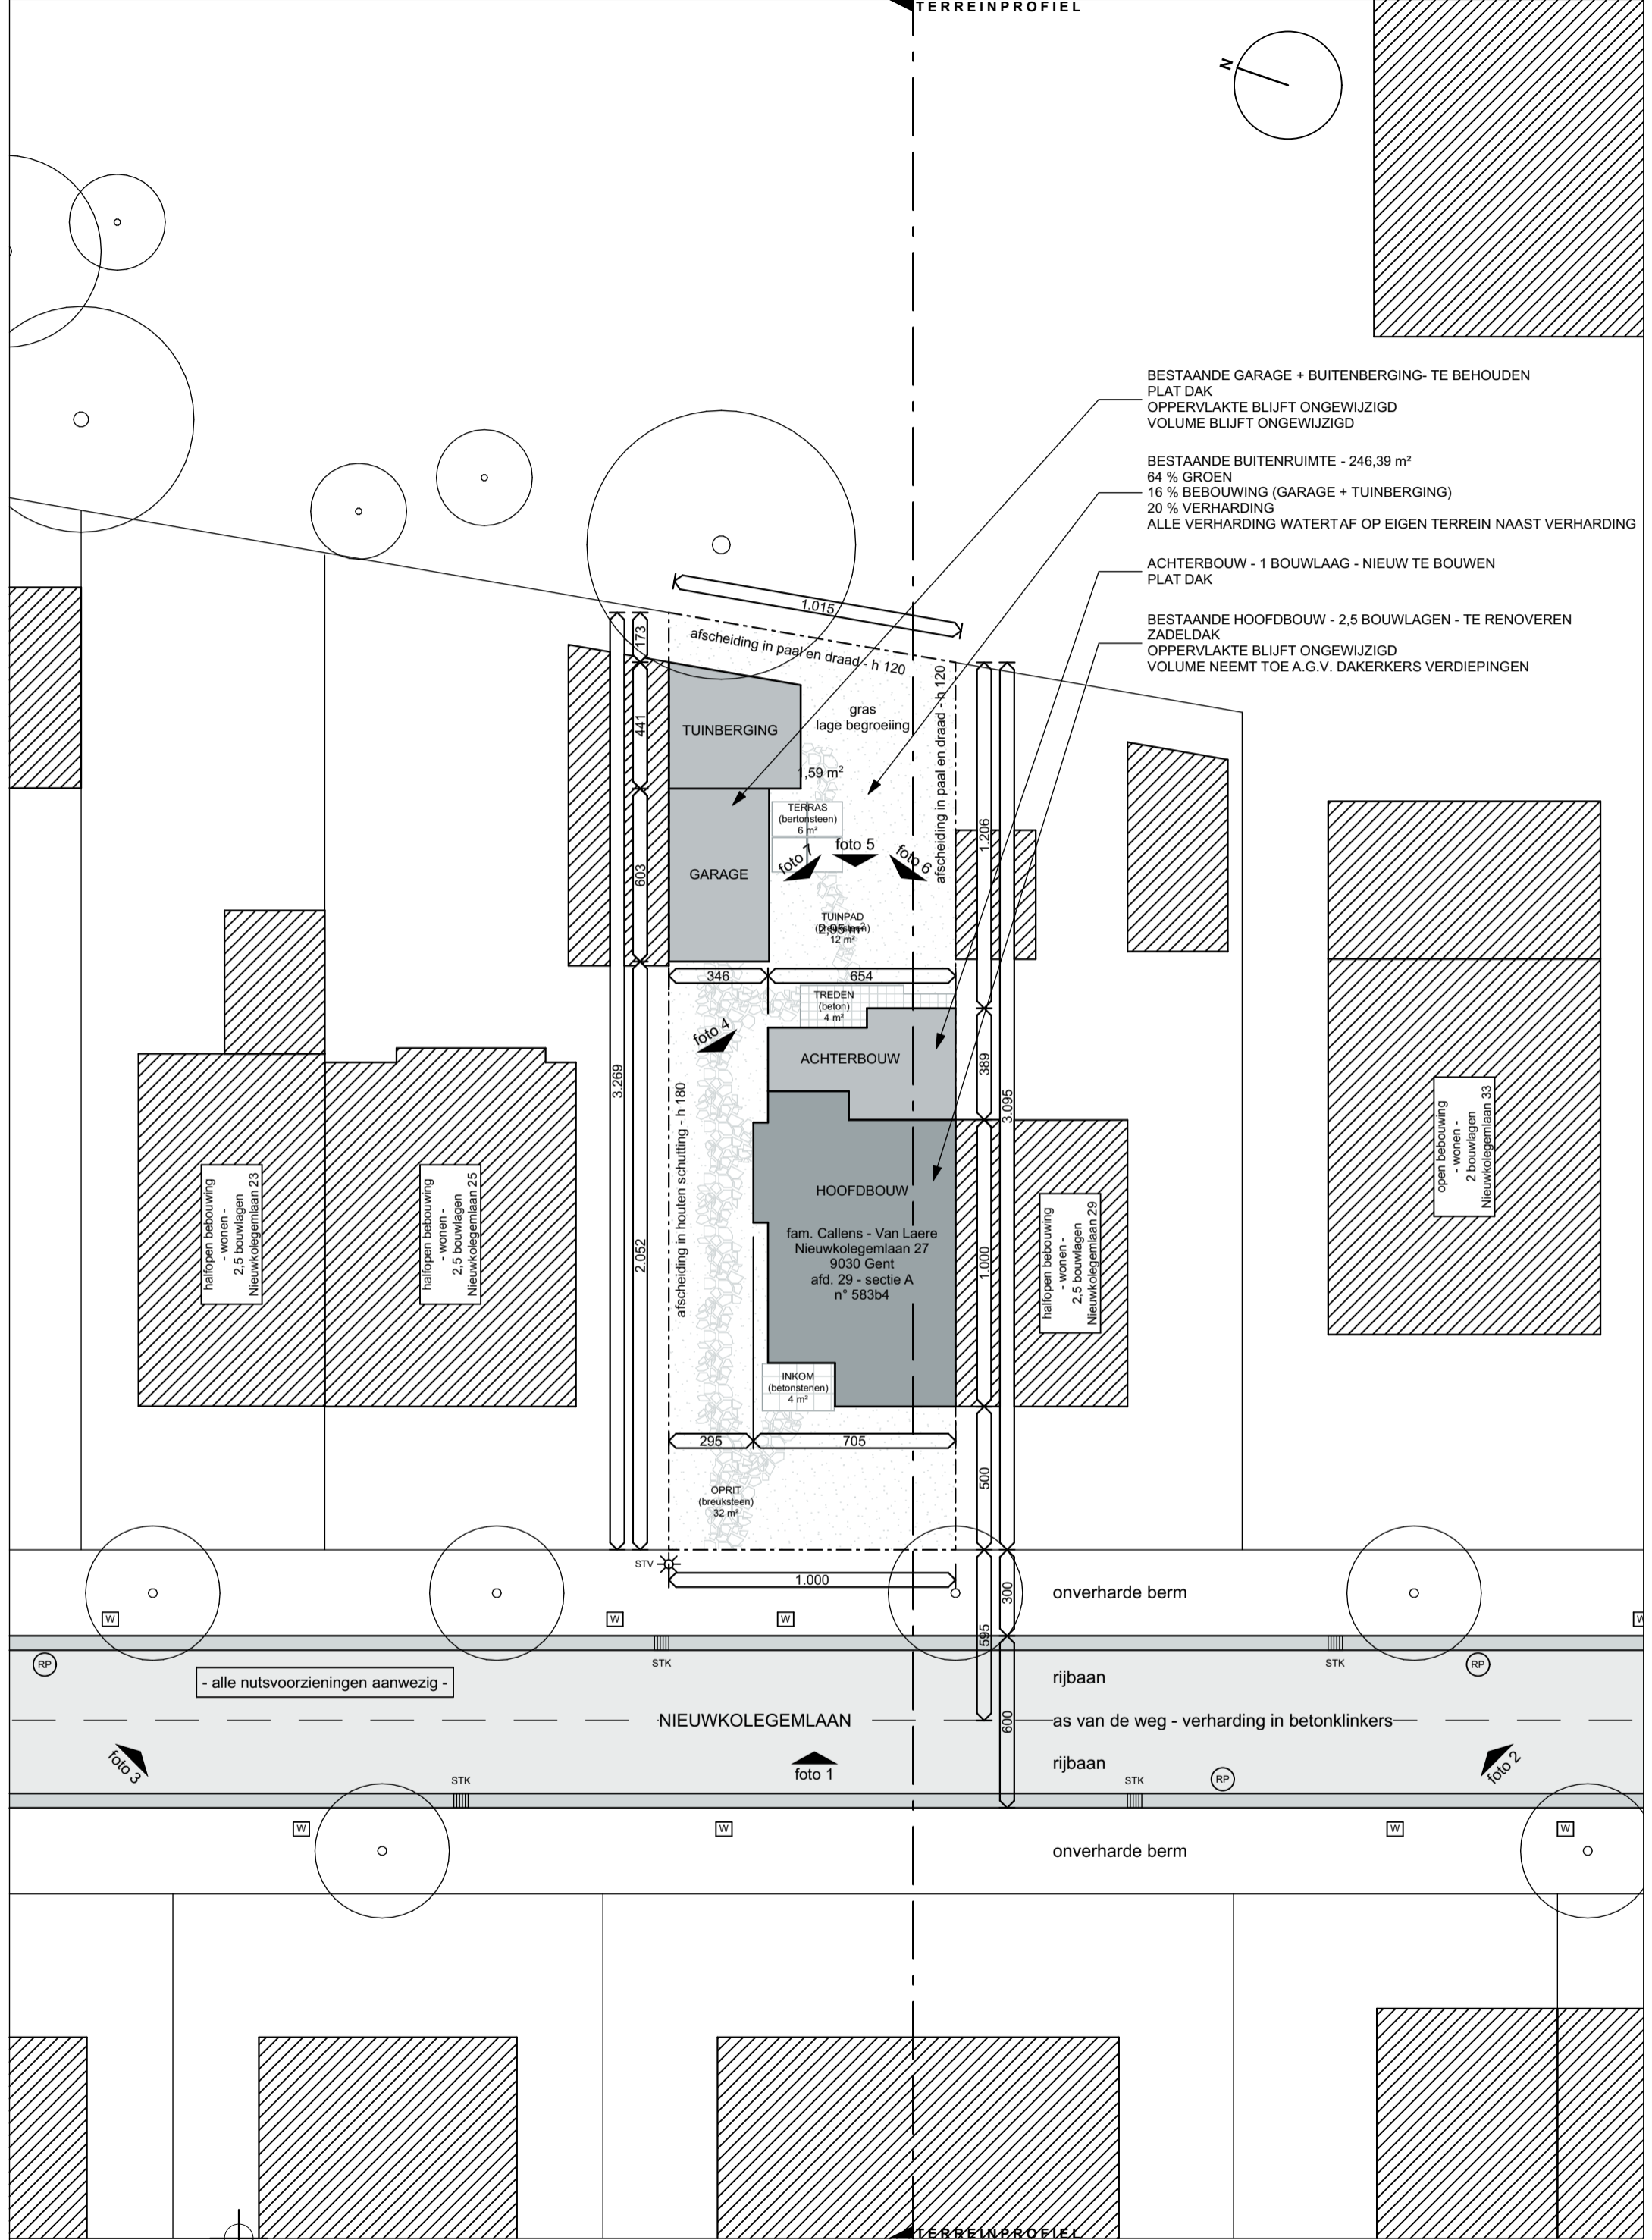 TERREINPROFIEL
N
BESTAANDE GARAGE + BUITENBERGING- TE BEHOUDEN
PLAT DAK
OPPERVLAKTE BLIJFT ONGEWIJZIGD
VOLUME BLIJFT ONGEWIJZIGD
BESTAANDE BUITENRUIMTE - 246,39 m²
64 % GROEN
16 % BEBOUWING (GARAGE + TUINBERGING)
20 % VERHARDING
ALLE VERHARDING WATERT AF OP EIGEN TERREIN NAAST VERHARDING
ACHTERBOUW - 1 BOUWLAAG - NIEUW TE BOUWEN
PLAT DAK
BESTAANDE HOOFDBOUW - 2,5 BOUWLAGEN - TE RENOVEREN
ZADELDAK
OPPERVLAKTE BLIJFT ONGEWIJZIGD
VOLUME NEEMT TOE A.G.V. DAKERKERS VERDIEPINGEN
1.015
173
afscheiding in paal en draad - h 120
afscheiding in paal en draad - h 120
gras
lage begroeiing
TUINBERGING
441
,59 m²
TERRAS
(bertonsteen)
6 m²
1.206
foto 7
foto 5
foto 6
GARAGE
603
TUINPAD
2,95 m²
12 m²
346
654
TREDEN
(beton)
4 m²
foto 4
ACHTERBOUW
389
3.269
3.095
afscheiding in houten schutting - h 180
halfopen bebouwing
- wonen -
2,5 bouwlagen
Nieuwkolegemlaan 23
halfopen bebouwing
- wonen -
2,5 bouwlagen
Nieuwkolegemlaan 25
2.052
HOOFDBOUW
fam. Callens - Van Laere
Nieuwkolegemlaan 27
9030 Gent
afd. 29 - sectie A
n° 583b4
1.000
halfopen bebouwing
- wonen -
2,5 bouwlagen
Nieuwkolegemlaan 29
open bebouwing
- wonen -
2 bouwlagen
Nieuwkolegemlaan 33
INKOM
(betonstenen)
4 m²
295
705
500
OPRIT
(breuksteen)
32 m²
STV
1.000
300
onverharde berm
W
W
W
W
595
STK
STK
RP
RP
- alle nutsvoorzieningen aanwezig -
rijbaan
NIEUWKOLEGEMLAAN
600
as van de weg - verharding in betonklinkers
foto 3
foto 1
rijbaan
foto 2
STK
STK
RP
W
W
W
W
onverharde berm
TERREINPROFIEL